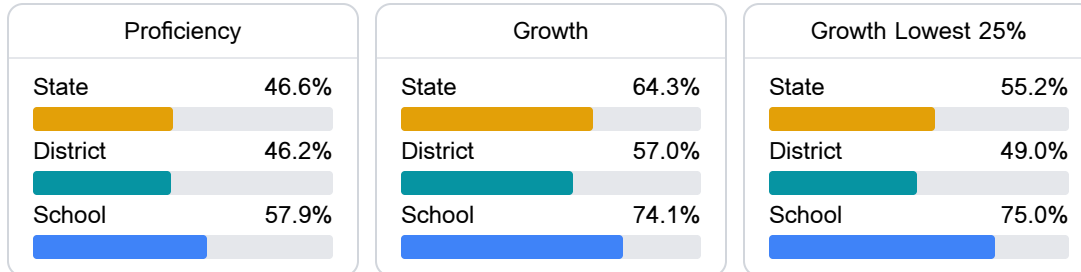 Proficiency
State 46.6%
District 46.2%
School 57.9%
Growth
State 64.3%
District 57.0%
School 74.1%
Growth Lowest 25%
State 55.2%
District 49.0%
School 75.0%